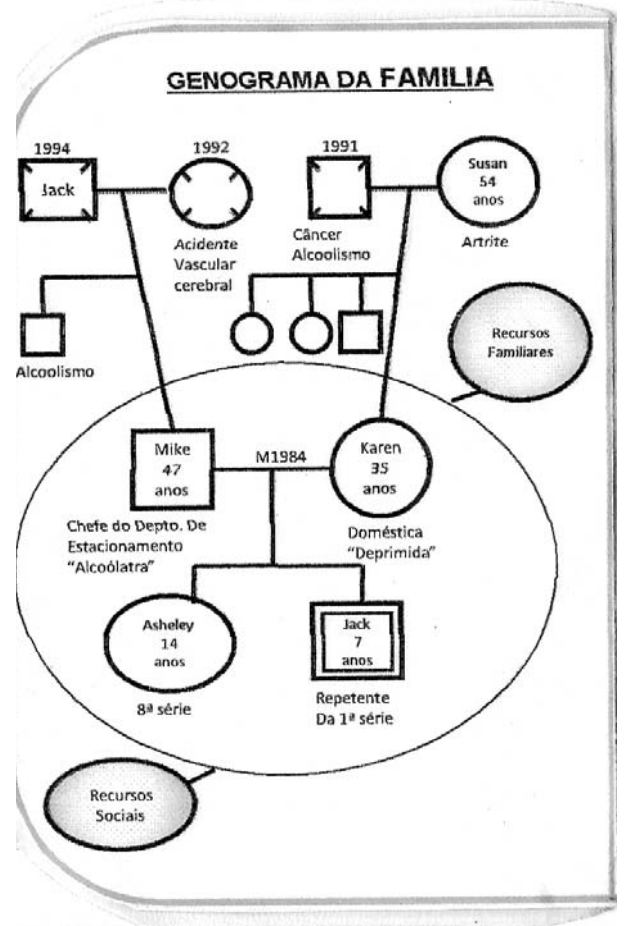 GENOGRAMA DA FAMILIA
1994
1992
1991
Jack
Susan
54
anos
Acidente
Vascular
cerebral
Câncer
Alcoolismo
Artrite
Alcoolismo
Recursos
Familiares
Mike
47
anos
M1984
Karen
35
anos
Chefe do Depto. De
Estacionamento
“Alcoólatra”
Doméstica
“Deprimida”
Asheley
14
anos
Jack
7
anos
8ª série
Repetente
Da 1ª série
Recursos
Sociais